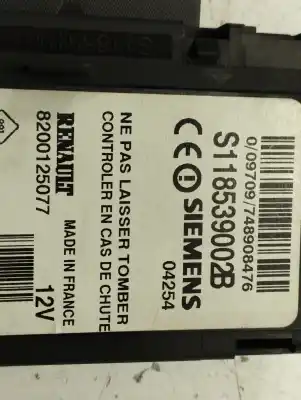 0/09709/748908476
S118539002B
CE SIEMENS
04254
NE PAS LAISSER TOMBER
CONTROLER EN CAS DE CHUTE
RENAULT MADE IN FRANCE
8200125077 12V